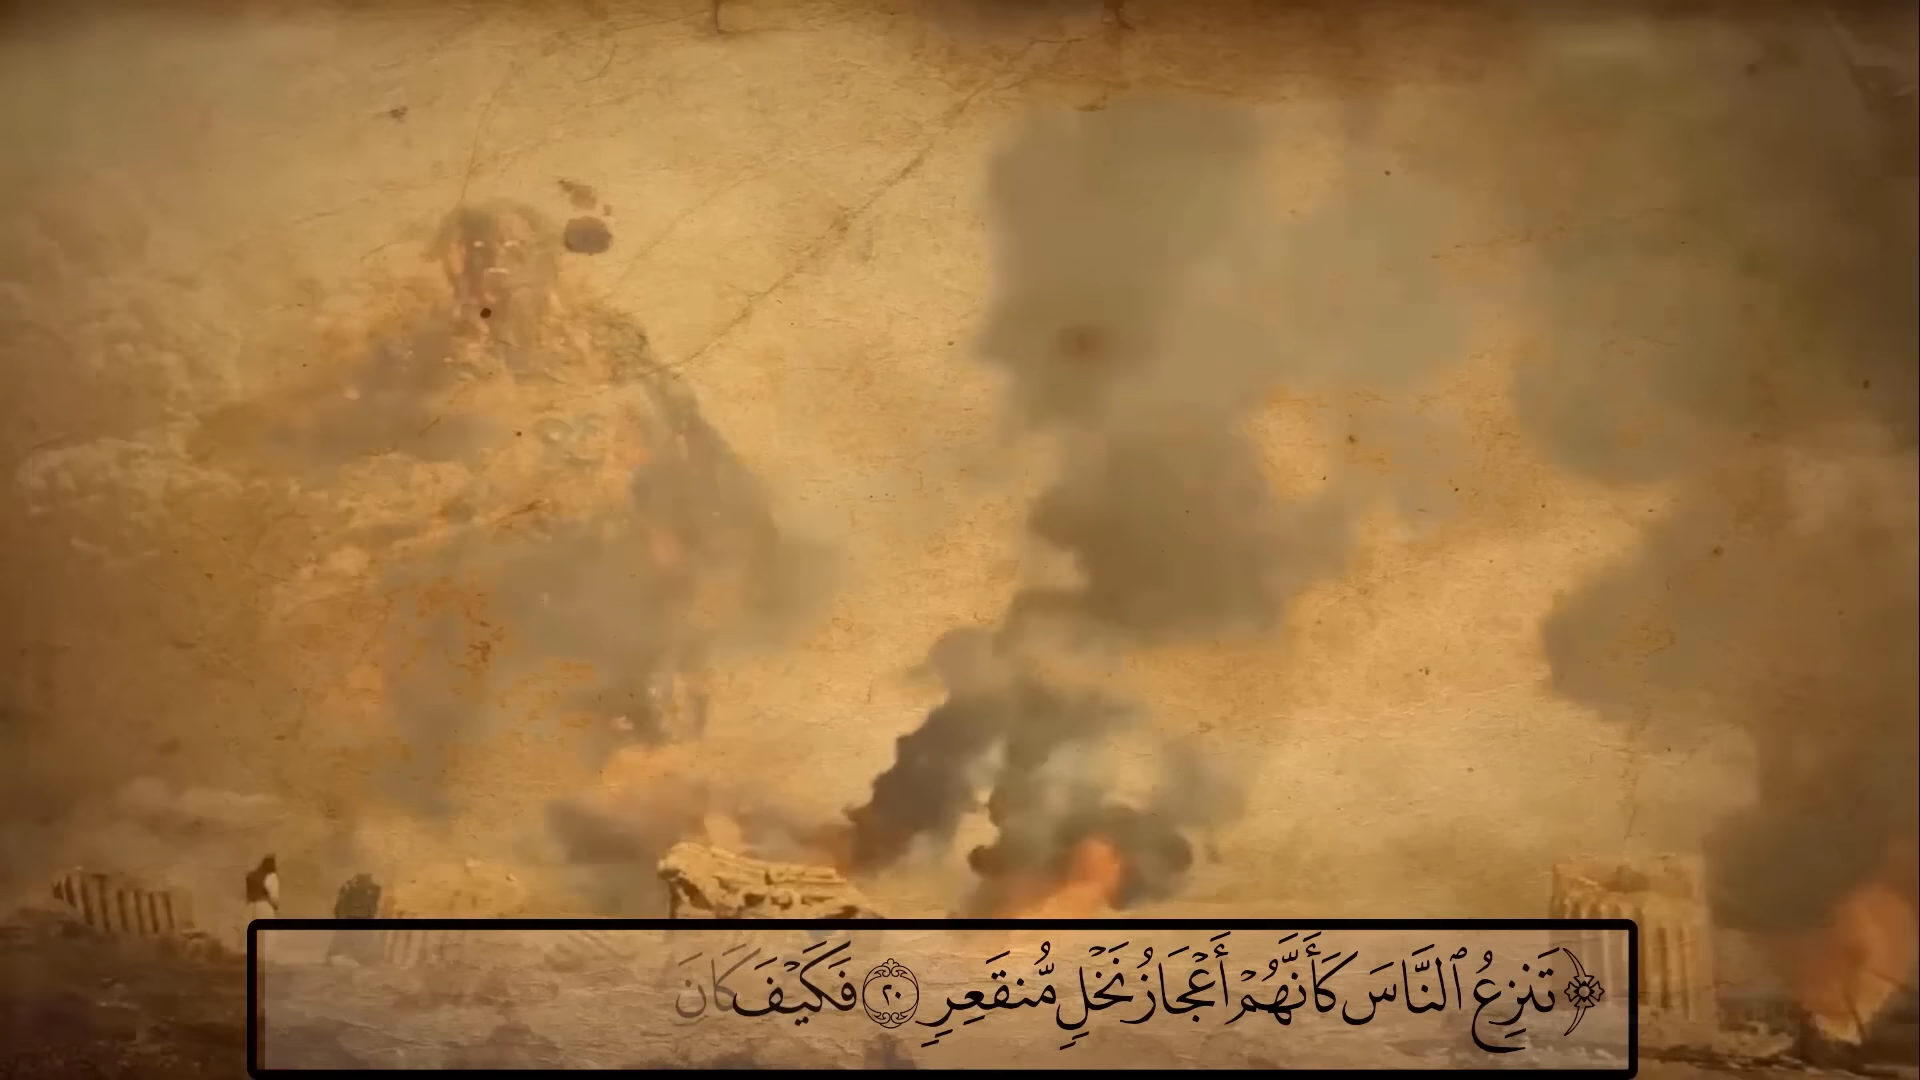 ﴿تَنزِعُ ٱلنَّاسَ كَأَنَّهُمۡ أَعۡجَازُ نَخۡلٖ مُّنقَعِرٖ ٢٠ فَكَيۡفَ كَانَ